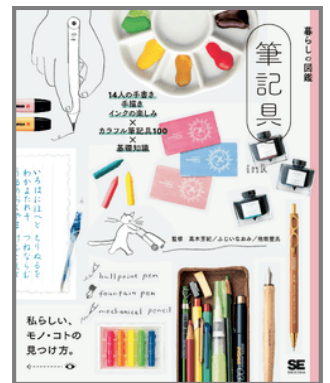 暮らしの図鑑
筆記具
14人の手書き
手描き
インクの楽しみ
×
カラフル筆記具100
×
基礎知識
ink
いろはにほへと ちりぬるを
わかよたれそ つねならむ
監修 高木芳紀/ふじいなおみ/他故壁氏
ballpoint pen
fountain pen
mechanical pencil
私らしい、
モノ・コトの
見つけ方。
SE
SHOEISHA